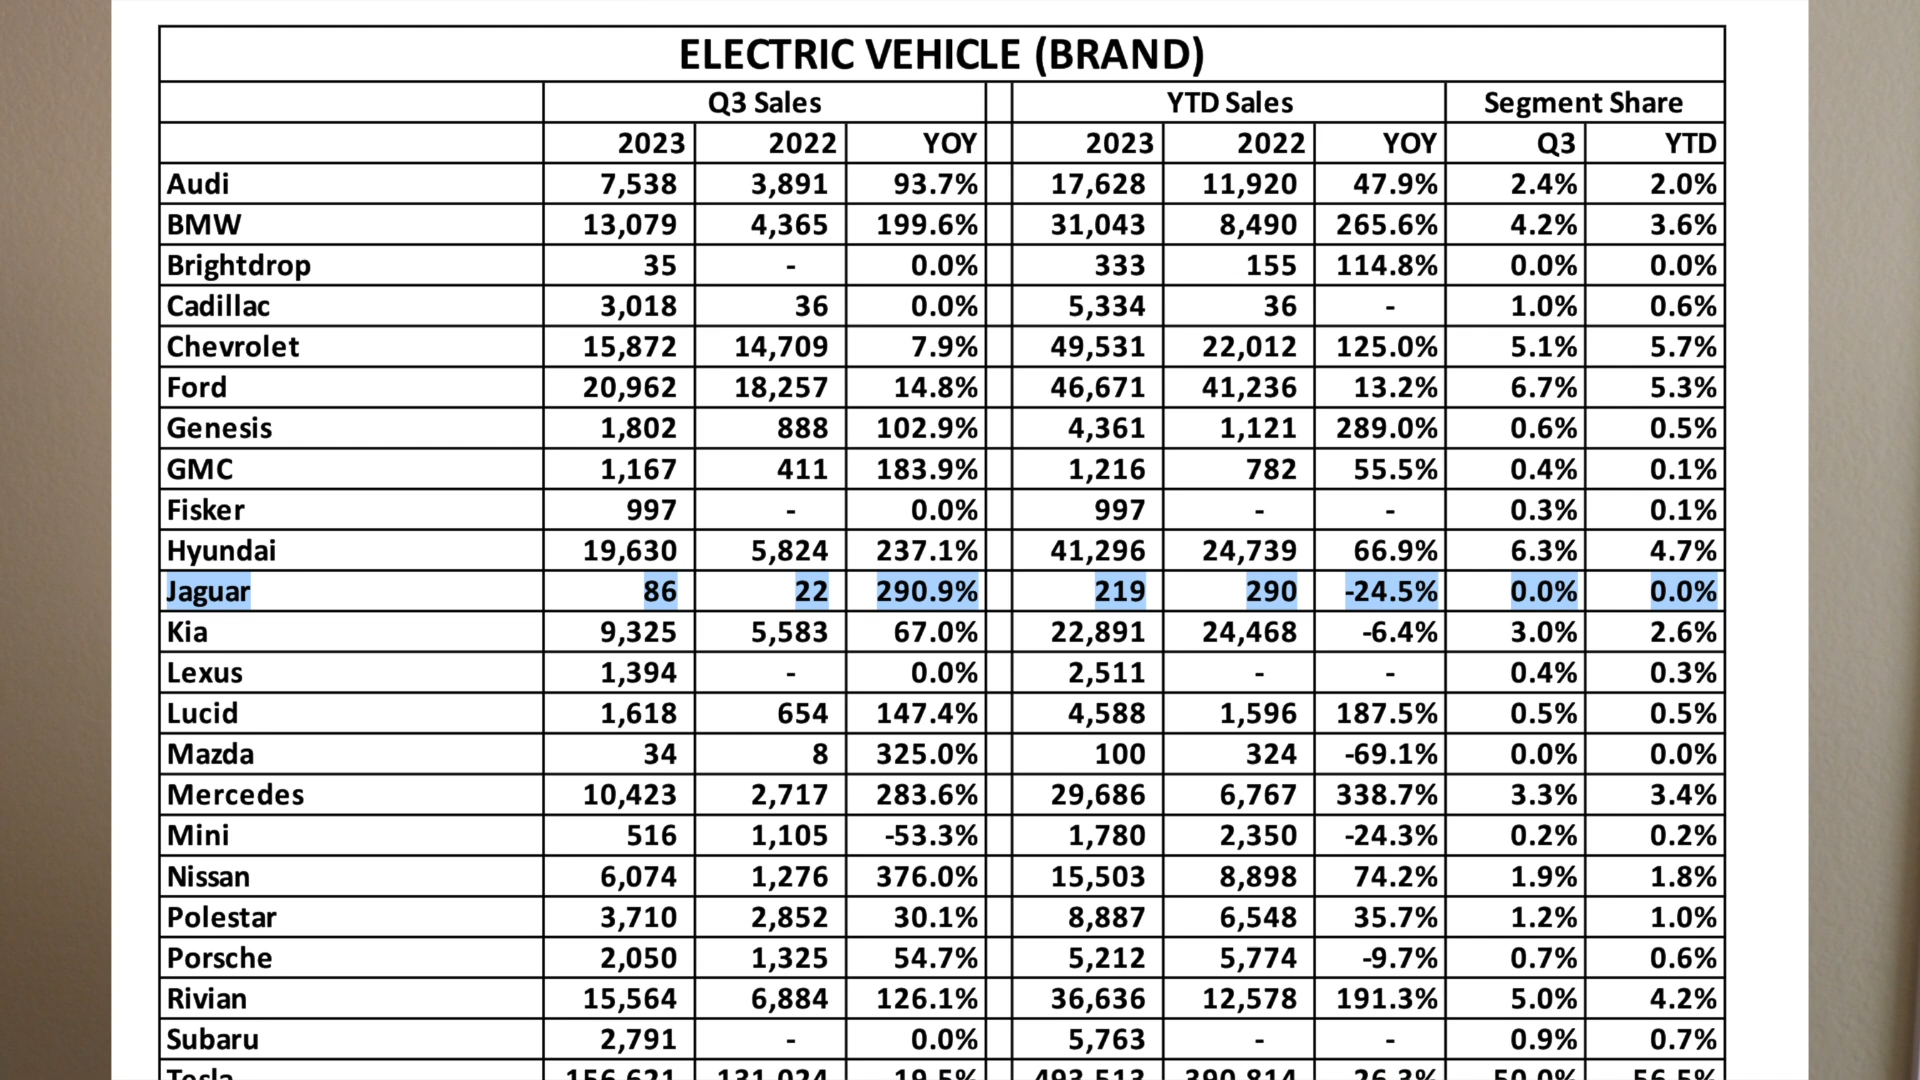 ELECTRIC VEHICLE (BRAND)
Q3 Sales YTD Sales Segment Share
2023 2022 YOY 2023 2022 YOY Q3 YTD
Audi 7,538 3,891 93.7% 17,628 11,920 47.9% 2.4% 2.0%
BMW 13,079 4,365 199.6% 31,043 8,490 265.6% 4.2% 3.6%
Brightdrop 35 - 0.0% 333 155 114.8% 0.0% 0.0%
Cadillac 3,018 36 0.0% 5,334 36 - 1.0% 0.6%
Chevrolet 15,872 14,709 7.9% 49,531 22,012 125.0% 5.1% 5.7%
Ford 20,962 18,257 14.8% 46,671 41,236 13.2% 6.7% 5.3%
Genesis 1,802 888 102.9% 4,361 1,121 289.0% 0.6% 0.5%
GMC 1,167 411 183.9% 1,216 782 55.5% 0.4% 0.1%
Fisker 997 - 0.0% 997 - - 0.3% 0.1%
Hyundai 19,630 5,824 237.1% 41,296 24,739 66.9% 6.3% 4.7%
Jaguar 86 22 290.9% 219 290 -24.5% 0.0% 0.0%
Kia 9,325 5,583 67.0% 22,891 24,468 -6.4% 3.0% 2.6%
Lexus 1,394 - 0.0% 2,511 - - 0.4% 0.3%
Lucid 1,618 654 147.4% 4,588 1,596 187.5% 0.5% 0.5%
Mazda 34 8 325.0% 100 324 -69.1% 0.0% 0.0%
Mercedes 10,423 2,717 283.6% 29,686 6,767 338.7% 3.3% 3.4%
Mini 516 1,105 -53.3% 1,780 2,350 -24.3% 0.2% 0.2%
Nissan 6,074 1,276 376.0% 15,503 8,898 74.2% 1.9% 1.8%
Polestar 3,710 2,852 30.1% 8,887 6,548 35.7% 1.2% 1.0%
Porsche 2,050 1,325 54.7% 5,212 5,774 -9.7% 0.7% 0.6%
Rivian 15,564 6,884 126.1% 36,636 12,578 191.3% 5.0% 4.2%
Subaru 2,791 - 0.0% 5,763 - - 0.9% 0.7%
Tesla 156,621 131,024 19.5% 493,513 390,814 26.3% 50.0% 56.5%